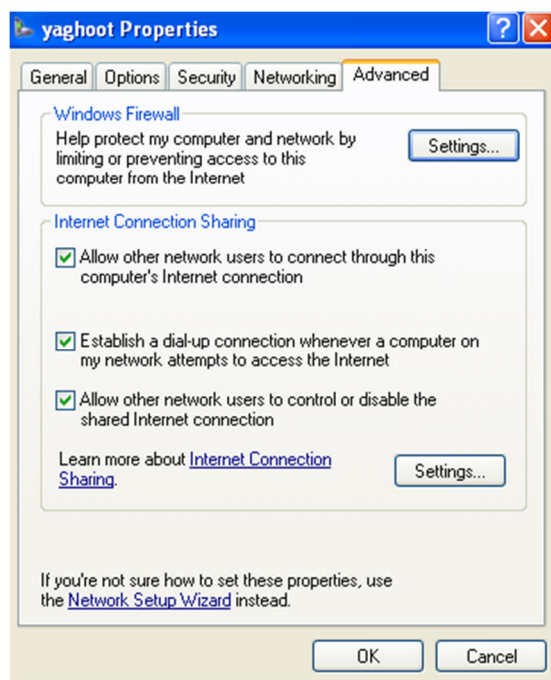 yaghoot Properties
General Options Security Networking Advanced
Windows Firewall
Help protect my computer and network by
limiting or preventing access to this
computer from the Internet
Settings...
Internet Connection Sharing
Allow other network users to connect through this
computer's Internet connection
Establish a dial-up connection whenever a computer on
my network attempts to access the Internet
Allow other network users to control or disable the
shared Internet connection
Learn more about Internet Connection
Sharing.
Settings...
If you're not sure how to set these properties, use
the Network Setup Wizard instead.
OK Cancel